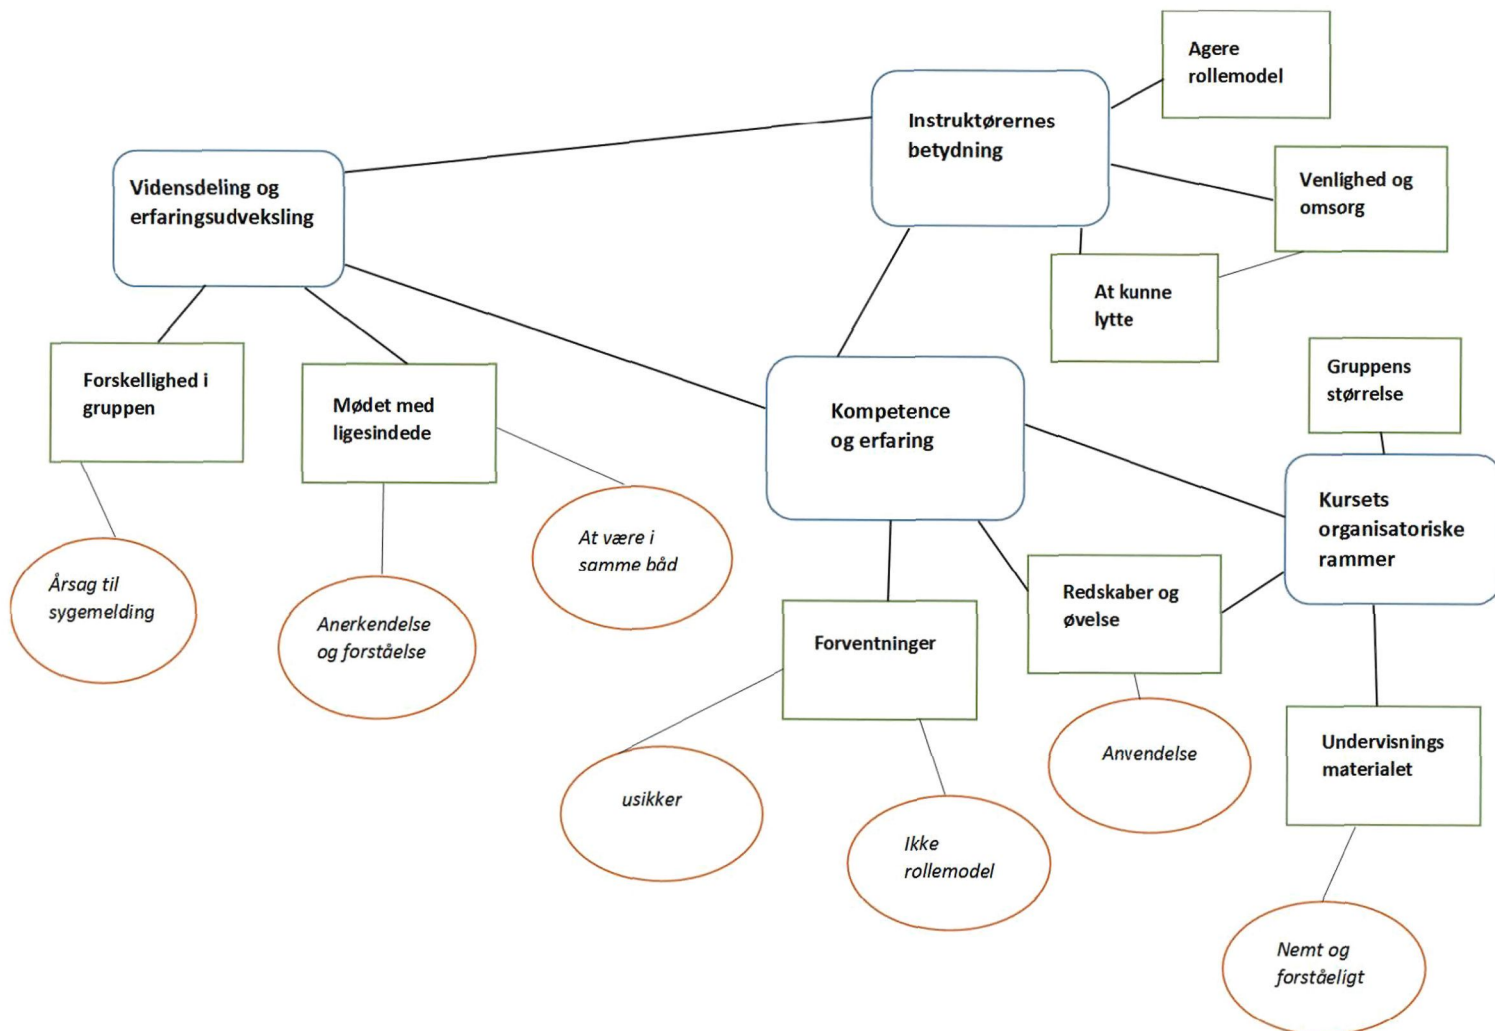 Agere
rollemodel
Instruktørernes
betydning
Venlighed og
omsorg
Vidensdeling og
erfaringsudveksling
At kunne
lytte
Forskellighed i
gruppen
Mødet med
ligesindede
Kompetence
og erfaring
Gruppens
størrelse
Kursets
organisatoriske
rammer
At være i
samme båd
Årsag til
sygemelding
Anerkendelse
og forståelse
Forventninger
Redskaber og
øvelse
Undervisnings
materialet
Anvendelse
usikker
Ikke
rollemodel
Nemt og
forståeligt